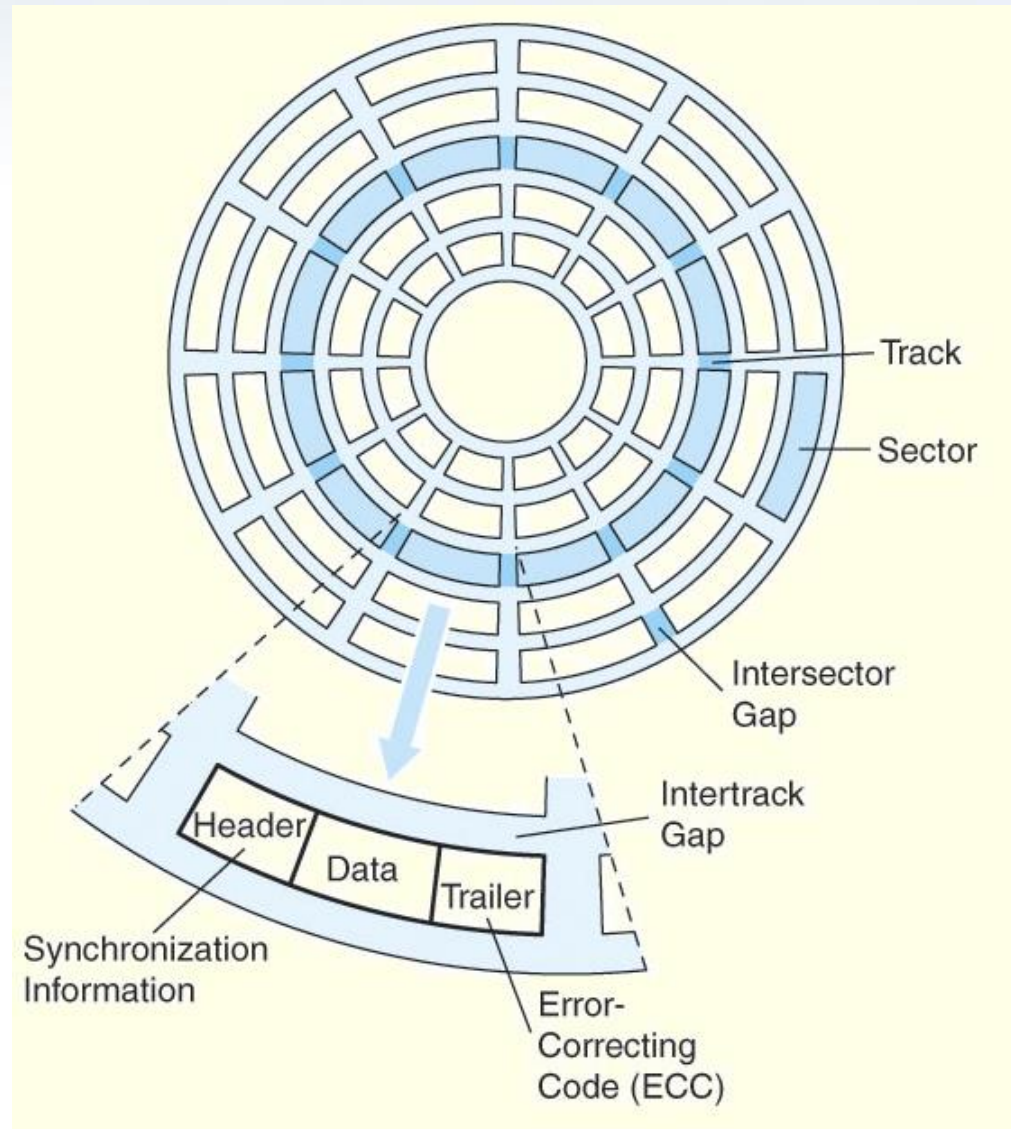 Track
Sector
Intersector
Gap
Intertrack
Gap
Header
Data
Trailer
Synchronization
Information
Error-
Correcting
Code (ECC)